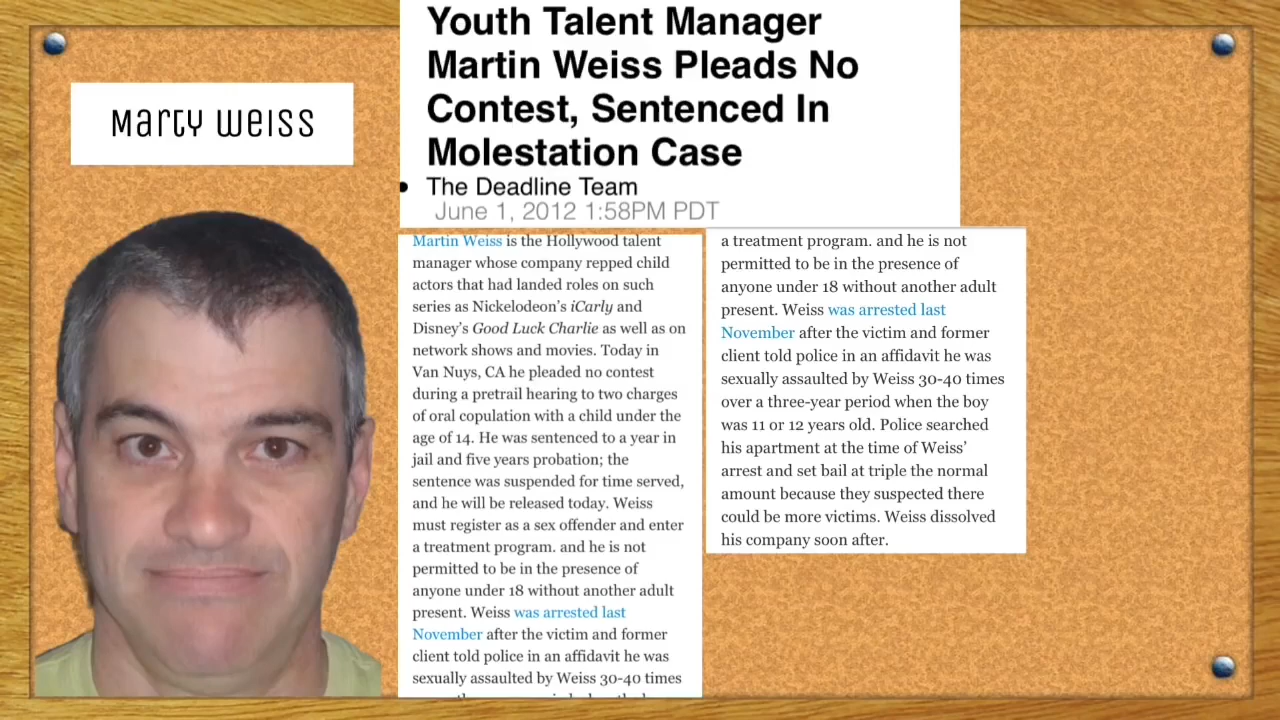 Marty Weiss
Youth Talent Manager
Martin Weiss Pleads No
Contest, Sentenced In
Molestation Case
• The Deadline Team
June 1, 2012 1:58PM PDT
Martin Weiss is the Hollywood talent
manager whose company repped child
actors that had landed roles on such
series as Nickelodeon's iCarly and
Disney's Good Luck Charlie as well as on
network shows and movies. Today in
Van Nuys, CA he pleaded no contest
during a pretrial hearing to two charges
of oral copulation with a child under the
age of 14. He was sentenced to a year in
jail and five years probation; the
sentence was suspended for time served,
and he will be released today. Weiss
must register as a sex offender and enter
a treatment program. and he is not
permitted to be in the presence of
anyone under 18 without another adult
present. Weiss was arrested last
November after the victim and former
client told police in an affidavit he was
sexually assaulted by Weiss 30-40 times
a treatment program. and he is not
permitted to be in the presence of
anyone under 18 without another adult
present. Weiss was arrested last
November after the victim and former
client told police in an affidavit he was
sexually assaulted by Weiss 30-40 times
over a three-year period when the boy
was 11 or 12 years old. Police searched
his apartment at the time of Weiss'
arrest and set bail at triple the normal
amount because they suspected there
could be more victims. Weiss dissolved
his company soon after.